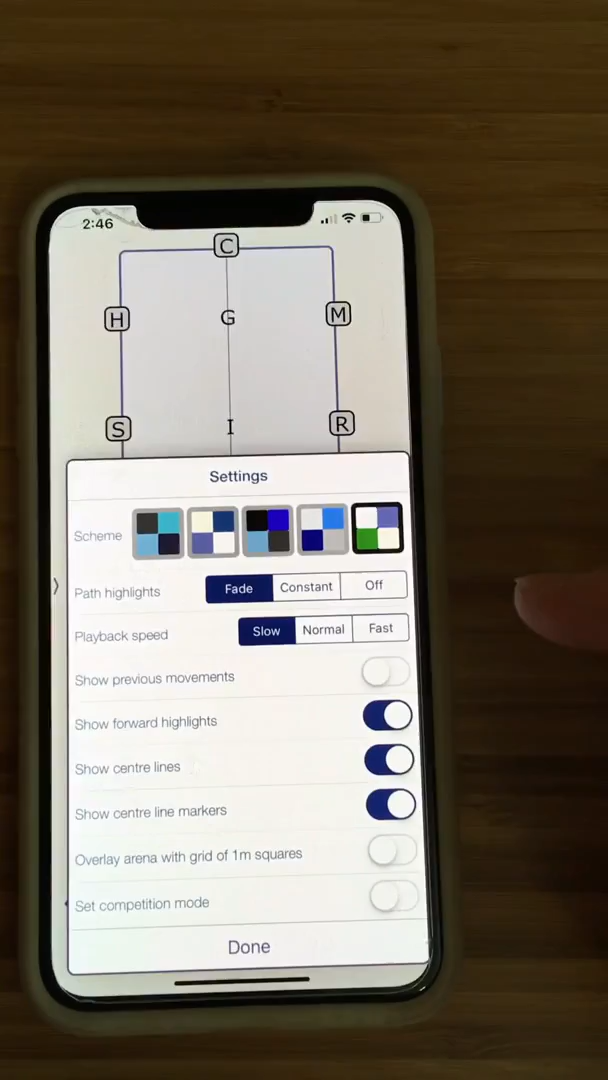 2:46
C
H G M
S I R
Settings
Scheme
Path highlights Fade Constant Off
Playback speed Slow Normal Fast
Show previous movements
Show forward highlights
Show centre lines
Show centre line markers
Overlay arena with grid of 1m squares
Set competition mode
Done